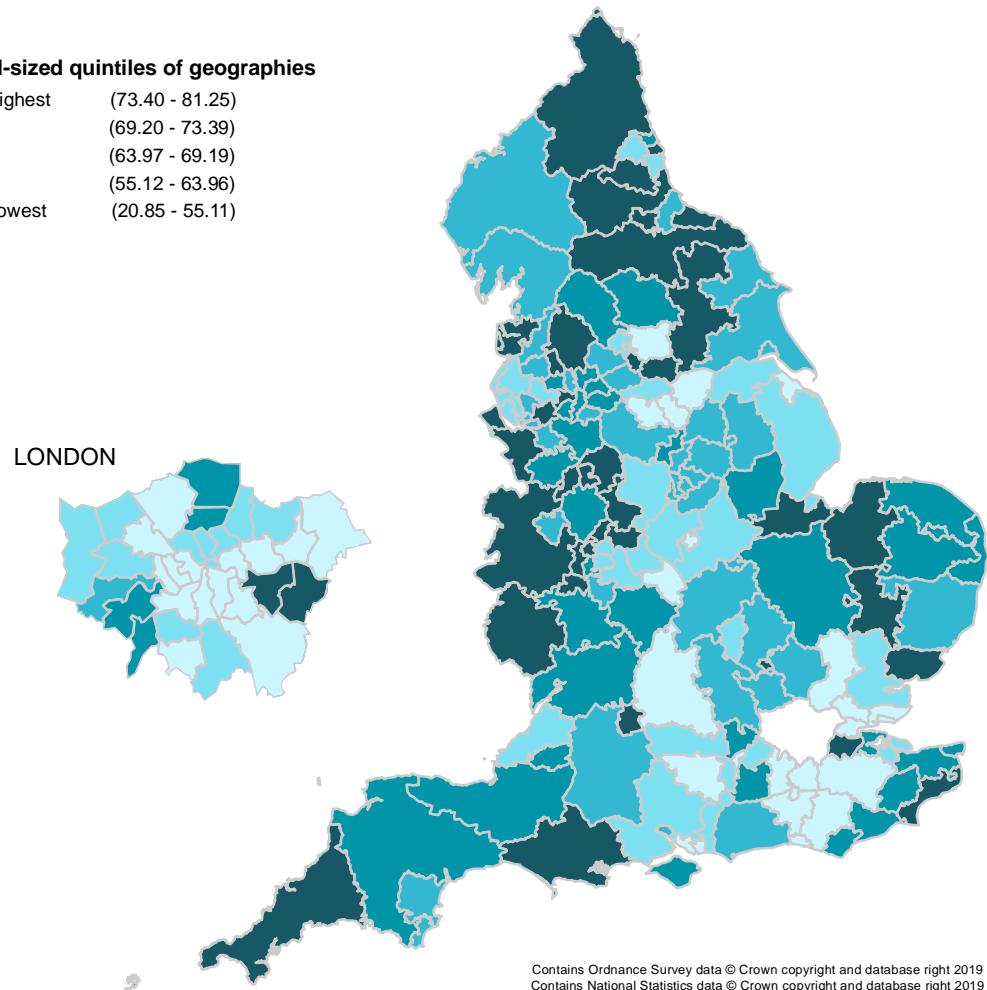 l-sized quintiles of geographies
ighest (73.40 - 81.25)
(69.20 - 73.39)
(63.97 - 69.19)
(55.12 - 63.96)
owest (20.85 - 55.11)
LONDON
Contains Ordnance Survey data © Crown copyright and database right 2019
Contains National Statistics data © Crown copyright and database right 2019